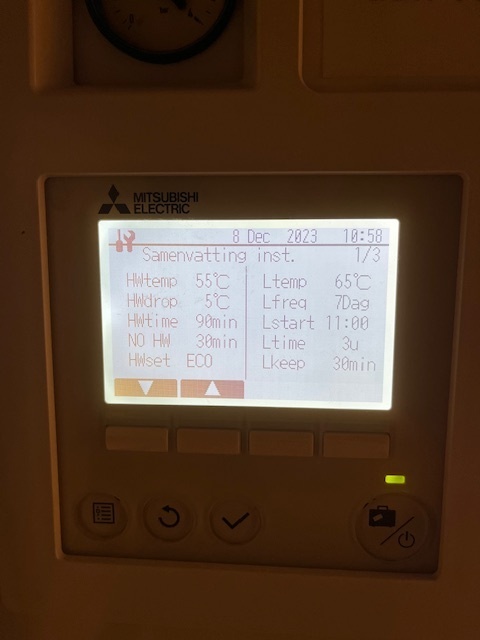 MITSUBISHI
ELECTRIC
8 Dec 2023 10:58
Samenvatting inst. 1/3
HWtemp 55°C
HWdrop 5°C
HWtime 90min
NO HW 30min
HWset ECO
Ltemp 65°C
Lfreq 7Dag
Lstart 11:00
Ltime 3u
Lkeep 30min